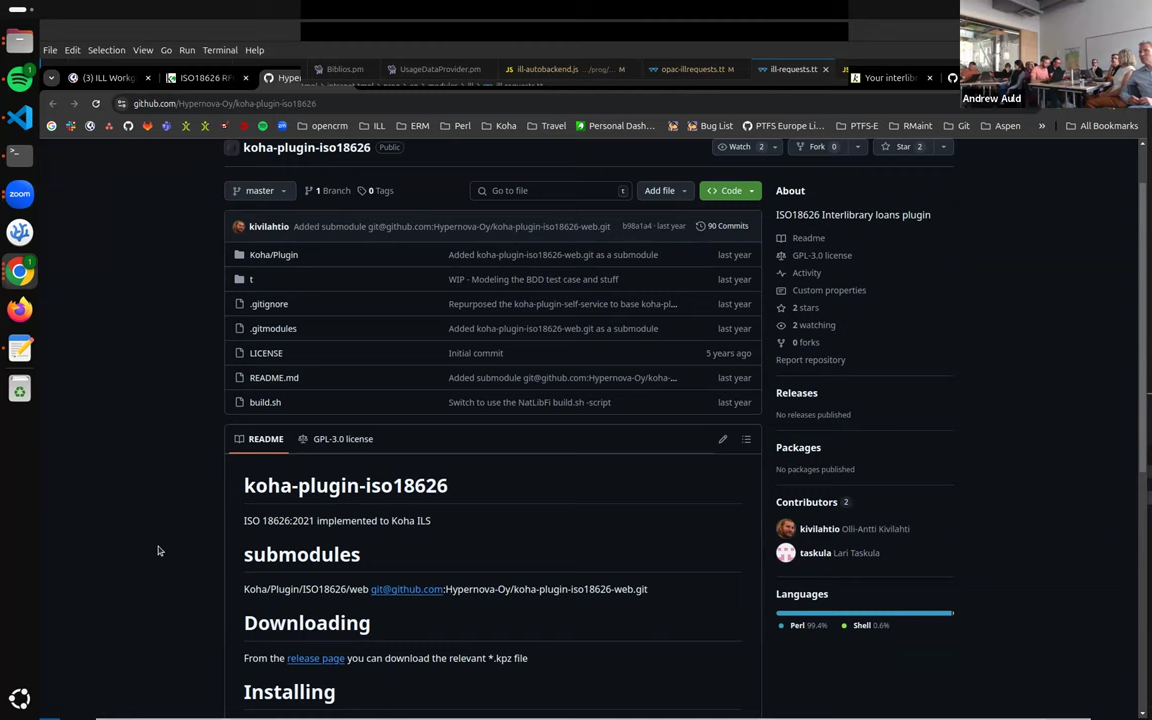 File Edit Selection View Go Run Terminal Help
Biblios.pm UsageDataProvider.pm ill-autobackend.js .../prog/... M opac-illrequests.tt M ill-requests.tt
(3) ILL Workg ISO18626 RF Hyper Your interlib
github.com/Hypernova-Oy/koha-plugin-iso18626
Andrew Auld
opencrm ILL ERM Perl Koha Travel Personal Dash... Bug List PTFS Europe Li... PTFS-E RMaint Git Aspen » All Bookmarks
koha-plugin-iso18626 Public
Watch 2 Fork 0 Star 2
master 1 Branch 0 Tags Go to file t Add file Code
kivilahtio Added submodule git@github.com:Hypernova-Oy/koha-plugin-iso18626-web.git b98a1a4 · last year 90 Commits
Koha/Plugin Added koha-plugin-iso18626-web.git as a submodule last year
t WIP - Modeling the BDD test case and stuff last year
.gitignore Repurposed the koha-plugin-self-service to base koha-pl... last year
.gitmodules Added koha-plugin-iso18626-web.git as a submodule last year
LICENSE Initial commit 5 years ago
README.md Added submodule git@github.com:Hypernova-Oy/koha-... last year
build.sh Switch to use the NatLibFi build.sh -script last year
README GPL-3.0 license
koha-plugin-iso18626
ISO 18626:2021 implemented to Koha ILS
submodules
Koha/Plugin/ISO18626/web git@github.com:Hypernova-Oy/koha-plugin-iso18626-web.git
Downloading
From the release page you can download the relevant *.kpz file
Installing
About
ISO18626 Interlibrary loans plugin
Readme
GPL-3.0 license
Activity
Custom properties
2 stars
2 watching
0 forks
Report repository
Releases
No releases published
Packages
No packages published
Contributors 2
kivilahtio Olli-Antti Kivilahti
taskula Lari Taskula
Languages
Perl 99.4% Shell 0.6%
zoom